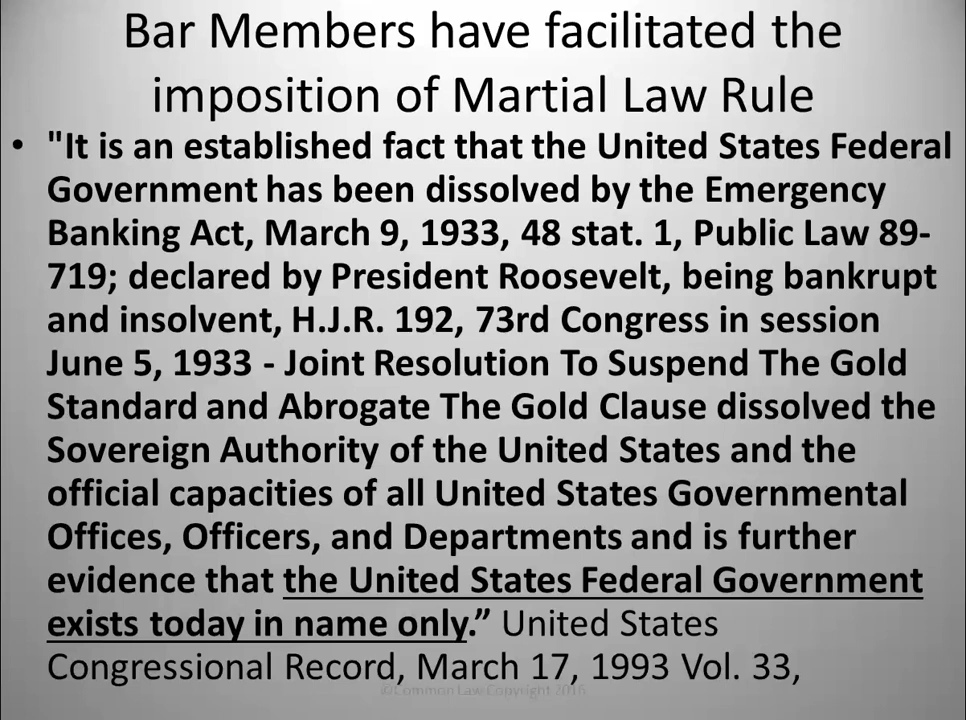 Bar Members have facilitated the
imposition of Martial Law Rule
• "It is an established fact that the United States Federal
Government has been dissolved by the Emergency
Banking Act, March 9, 1933, 48 stat. 1, Public Law 89-
719; declared by President Roosevelt, being bankrupt
and insolvent, H.J.R. 192, 73rd Congress in session
June 5, 1933 - Joint Resolution To Suspend The Gold
Standard and Abrogate The Gold Clause dissolved the
Sovereign Authority of the United States and the
official capacities of all United States Governmental
Offices, Officers, and Departments and is further
evidence that the United States Federal Government
exists today in name only.” United States
Congressional Record, March 17, 1993 Vol. 33,
©Common Law Copyright 2016